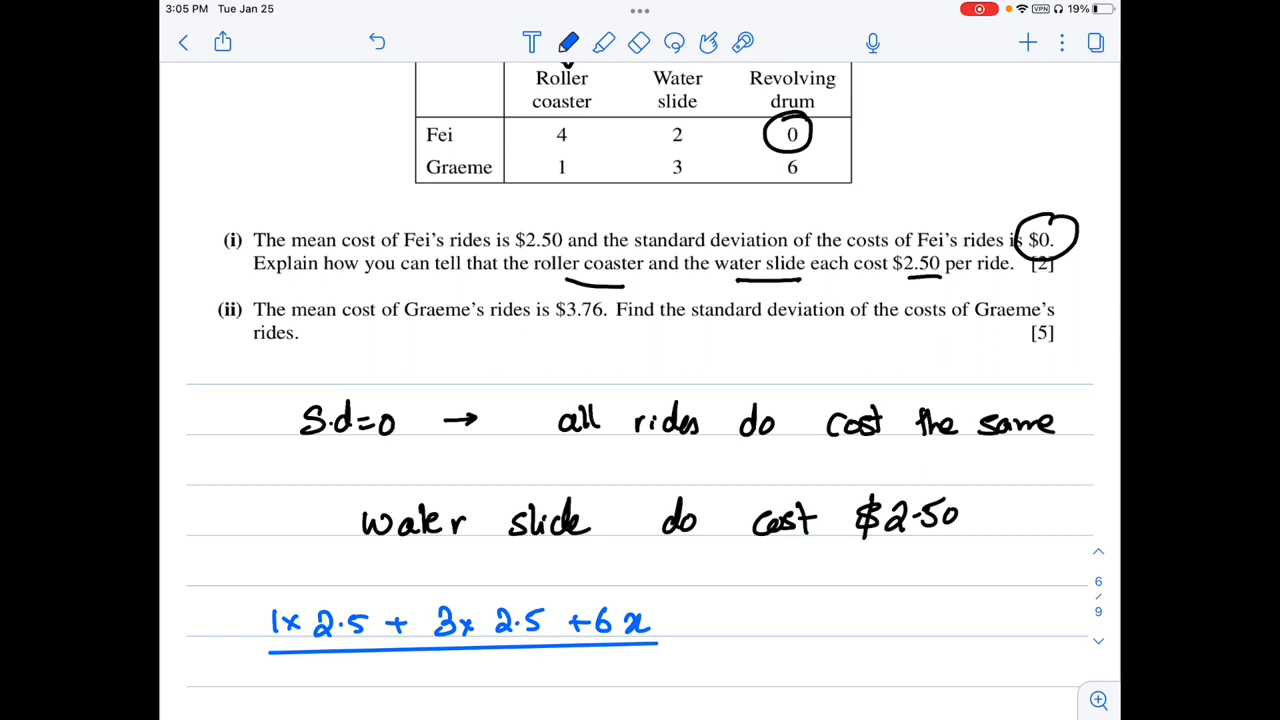 3:05 PM Tue Jan 25
VPN 19%
T
Roller Water Revolving
coaster slide drum
Fei 4 2 0
Graeme 1 3 6
(i) The mean cost of Fei's rides is $2.50 and the standard deviation of the costs of Fei's rides is $0.
Explain how you can tell that the roller coaster and the water slide each cost $2.50 per ride. [2]
(ii) The mean cost of Graeme's rides is $3.76. Find the standard deviation of the costs of Graeme's
rides. [5]
S.d=0 → all rides do cost the same
water slide do cost $2.50
1x 2.5 + 3x 2.5 +6x
6
/
9